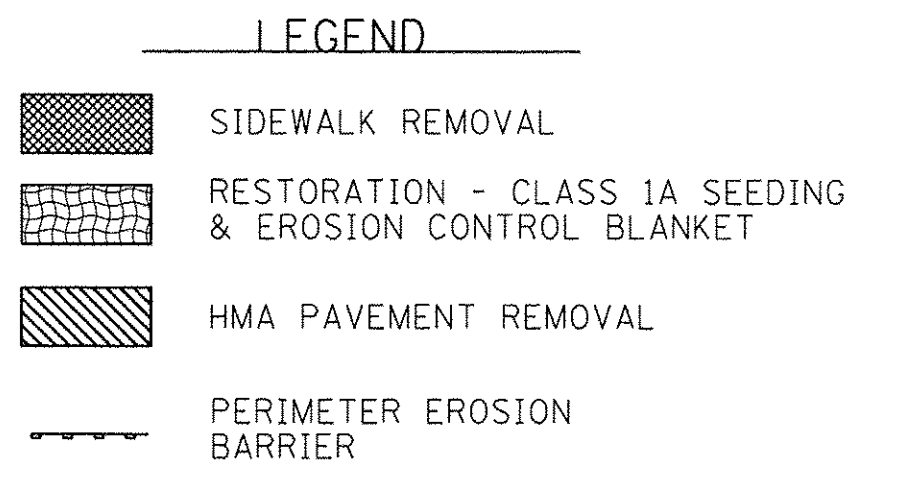 LEGEND
SIDEWALK REMOVAL
RESTORATION - CLASS 1A SEEDING
& EROSION CONTROL BLANKET
HMA PAVEMENT REMOVAL
PERIMETER EROSION
BARRIER